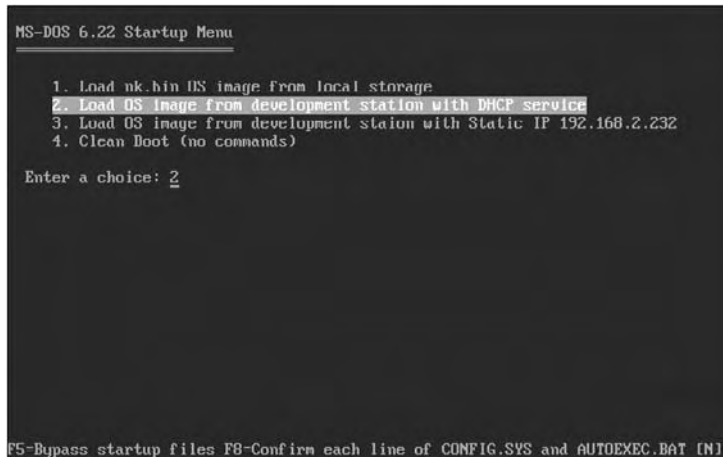 MS-DOS 6.22 Startup Menu
1. Load nk.bin OS image from local storage
2. Load OS image from development station with DHCP service
3. Load OS image from development staion with Static IP 192.168.2.232
4. Clean Boot (no commands)
Enter a choice: 2
F5-Bypass startup files F8-Confirm each line of CONFIG.SYS and AUTOEXEC.BAT [N]